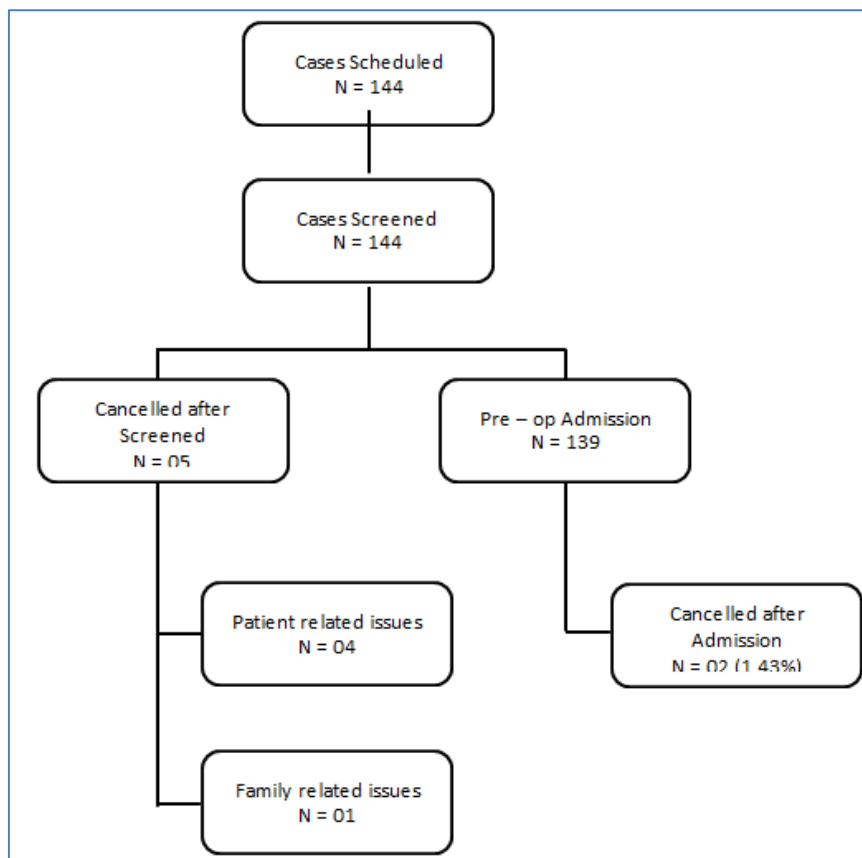 Cases Scheduled
N = 144
Cases Screened
N = 144
Cancelled after
Screened
N = 05
Pre – op Admission
N = 139
Patient related issues
N = 04
Cancelled after
Admission
N = 02 (1.43%)
Family related issues
N = 01